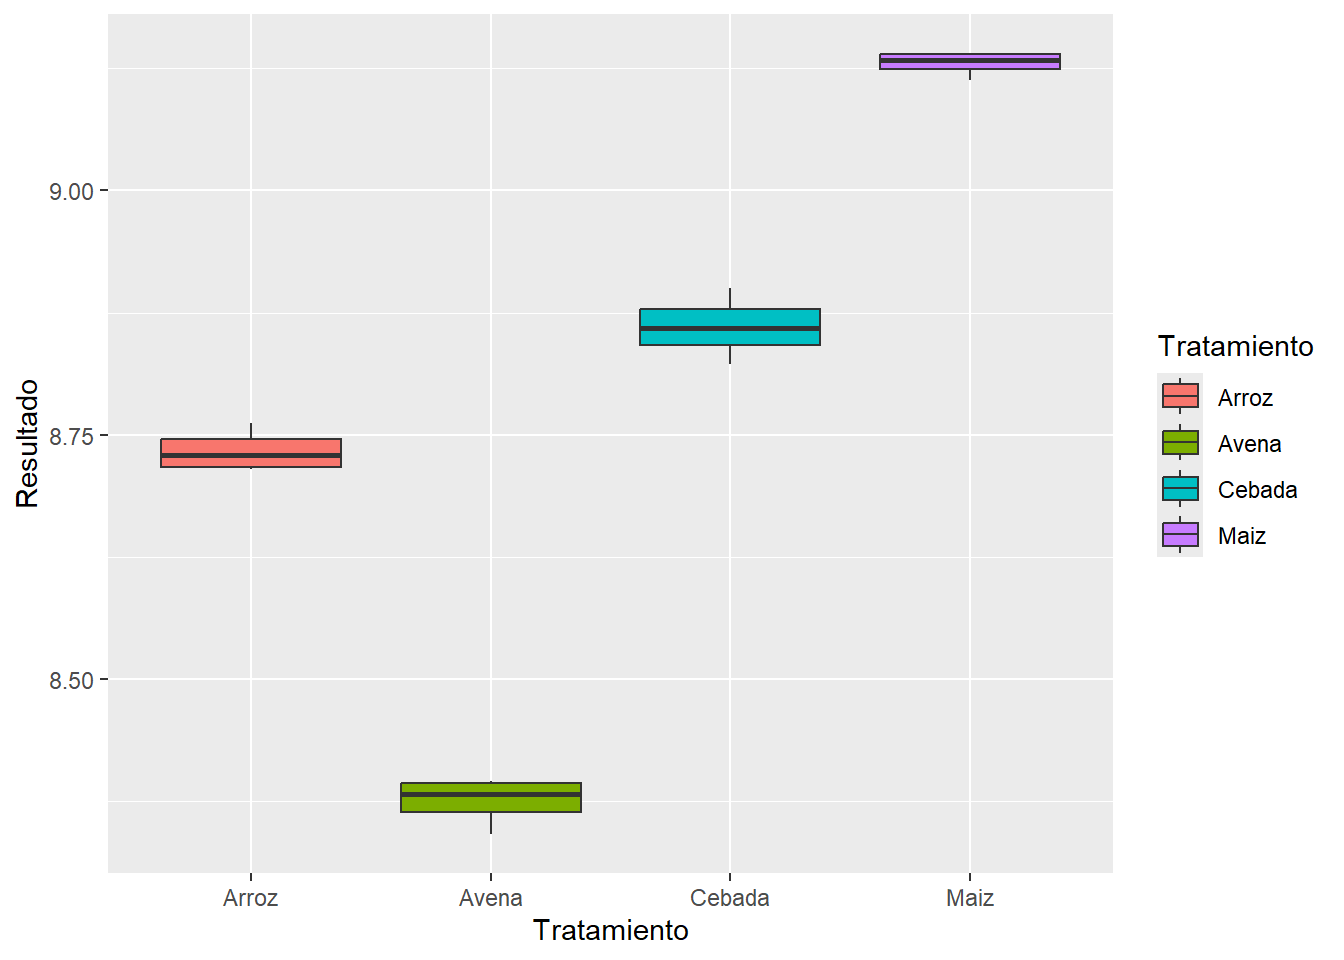 Resultado
9.00
8.75
8.50
Arroz
Avena
Cebada
Maiz
Tratamiento
Tratamiento
Arroz
Avena
Cebada
Maiz